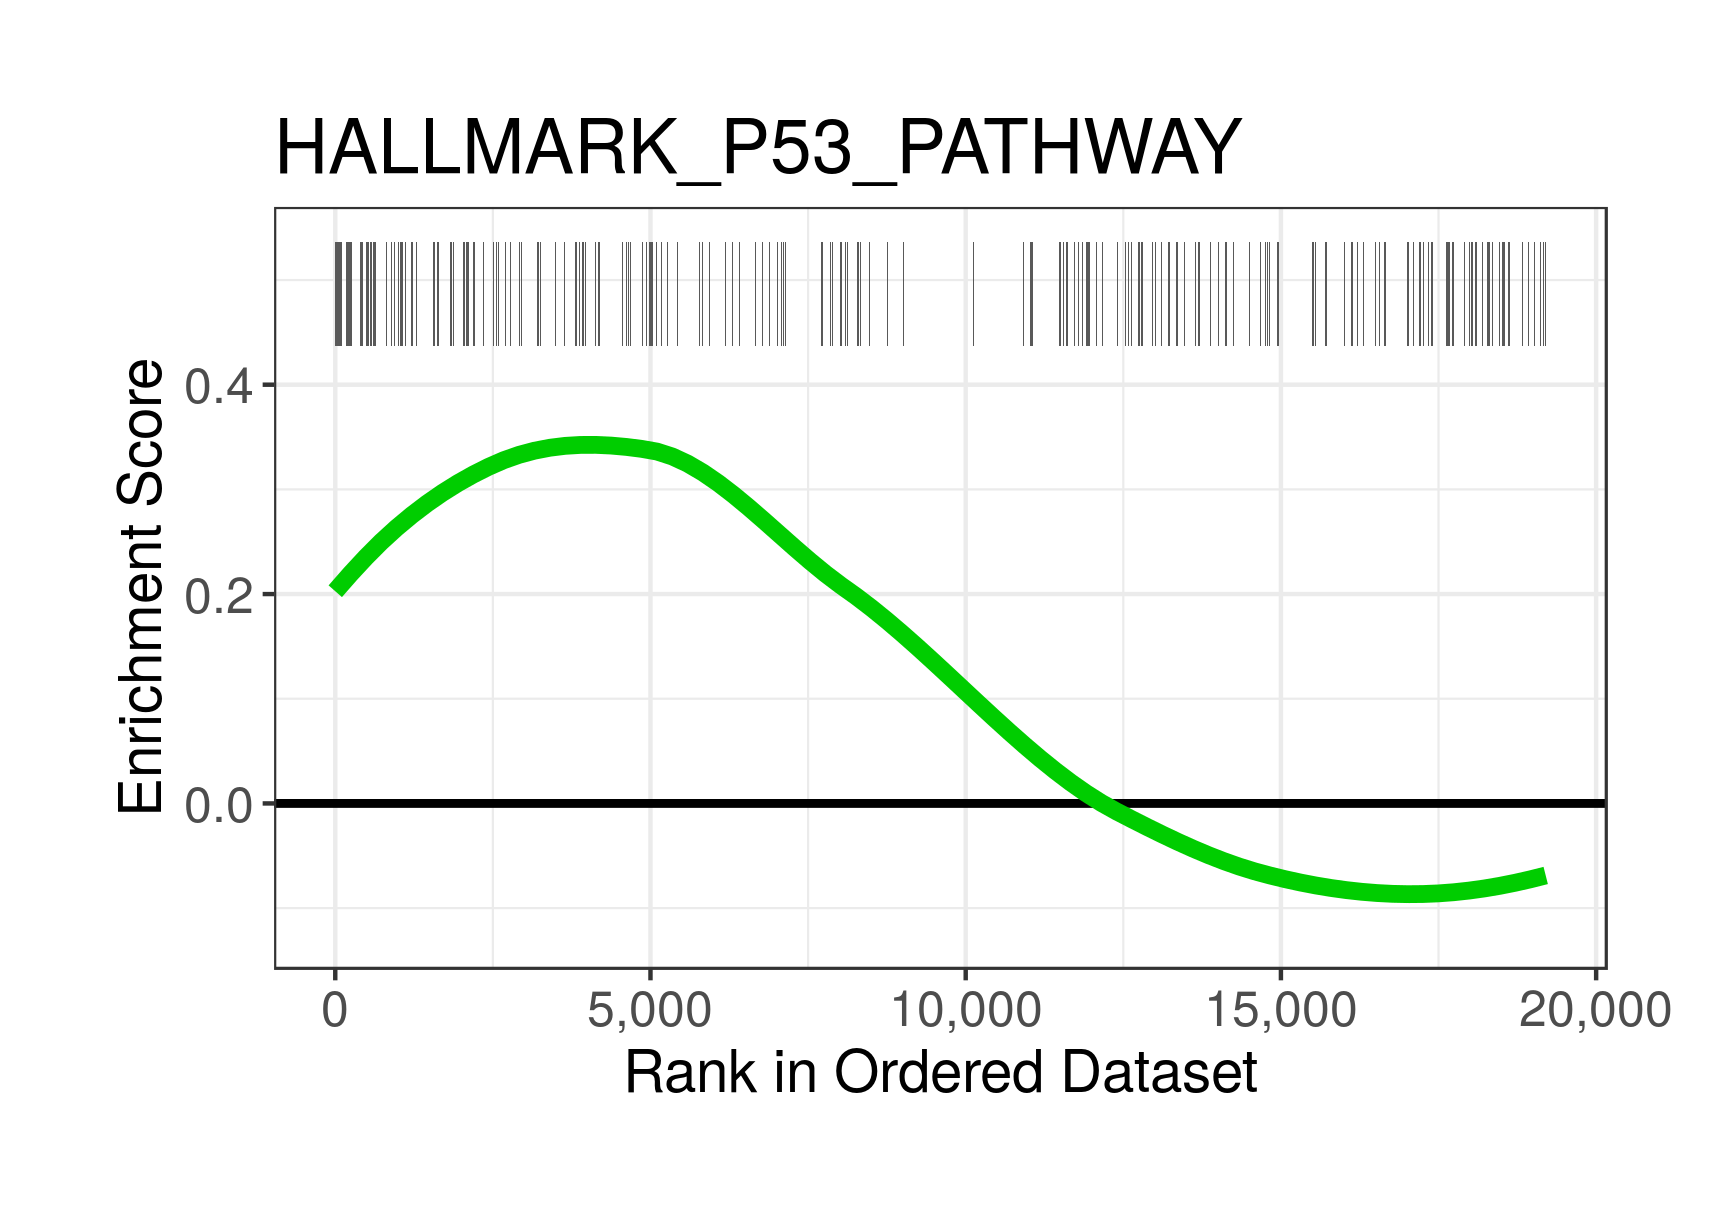 HALLMARK_P53_PATHWAY
Enrichment Score
0.4
0.2
0.0
0 5,000 10,000 15,000 20,000
Rank in Ordered Dataset